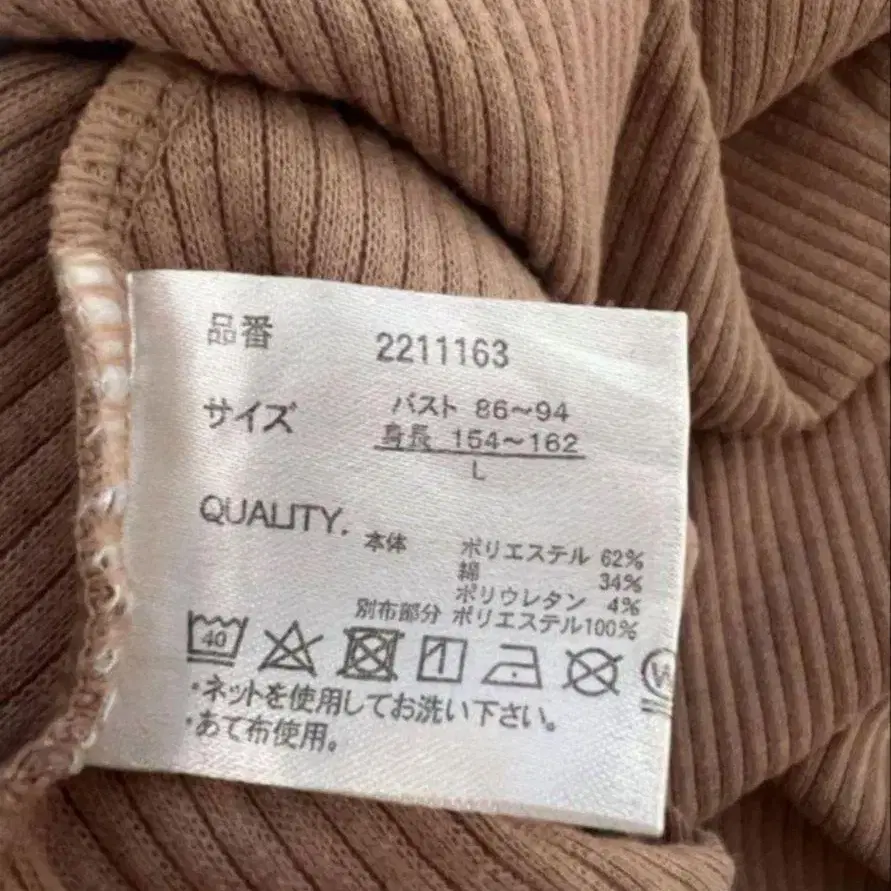 品番 2211163
サイズ バスト 86〜94
身長 154〜162
L
QUALITY.
本体 ポリエステル 62%
綿 34%
ポリウレタン 4%
別布部分 ポリエステル100%
40 W
・ネットを使用してお洗い下さい。
・あて布使用。